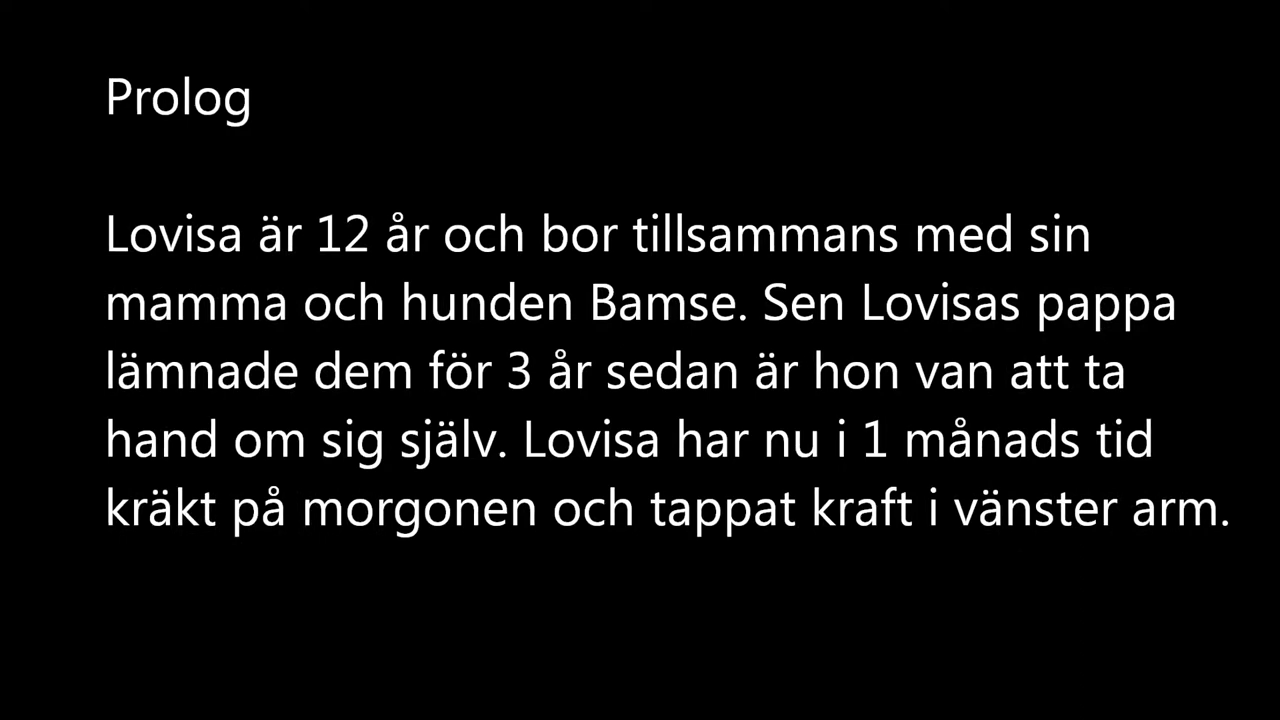 Prolog
Lovisa är 12 år och bor tillsammans med sin
mamma och hunden Bamse. Sen Lovisas pappa
lämnade dem för 3 år sedan är hon van att ta
hand om sig själv. Lovisa har nu i 1 månads tid
kräkt på morgonen och tappat kraft i vänster arm.